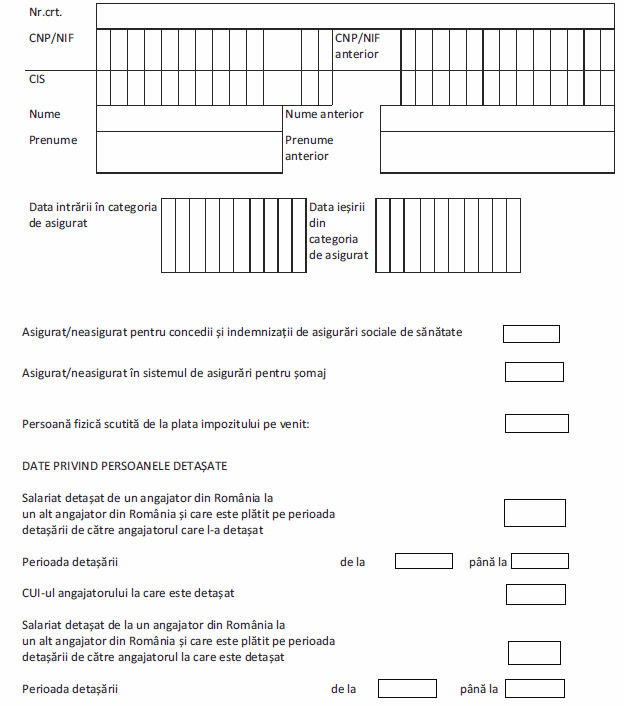 Nr.crt.
CNP/NIF
CNP/NIF
anterior
CIS
Nume
Nume anterior
Prenume
Prenume
anterior
Data intrării în categoria
de asigurat
Data ieșirii
din
categoria
de asigurat
Asigurat/neasigurat pentru concedii și indemnizații de asigurări sociale de sănătate
Asigurat/neasigurat în sistemul de asigurări pentru șomaj
Persoană fizică scutită de la plata impozitului pe venit:
DATE PRIVIND PERSOANELE DETAȘATE
Salariat detașat de un angajator din România la
un alt angajator din România și care este plătit pe perioada
detașării de către angajatorul care l-a detașat
Perioada detașării de la până la
CUI-ul angajatorului la care este detașat
Salariat detașat de la un angajator din România la
un alt angajator din România și care este plătit pe perioada
detașării de către angajatorul la care este detașat
Perioada detașării de la până la